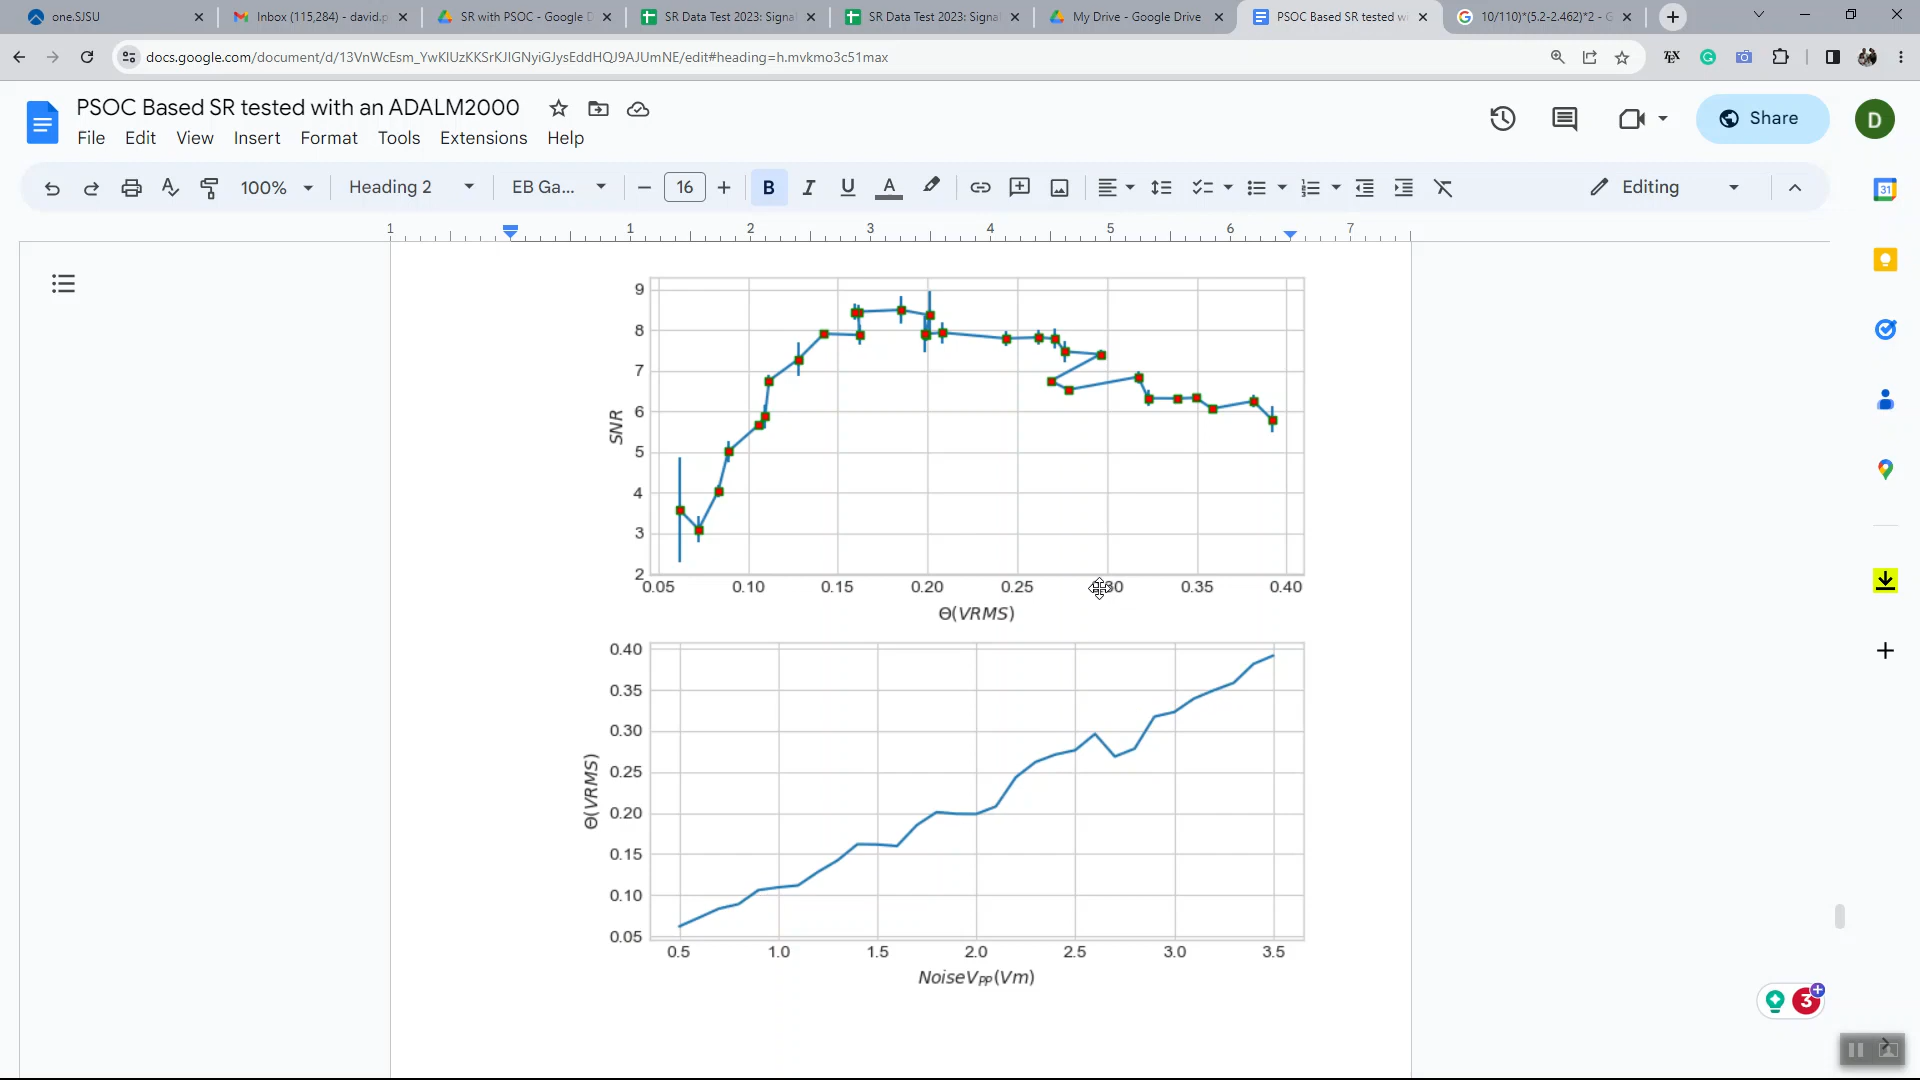 one.SJSU
Inbox (115,284) - david.p
SR with PSOC - Google D
SR Data Test 2023: Signal
SR Data Test 2023: Signa
My Drive - Google Drive
PSOC Based SR tested w
10/110)*(5.2-2.462)*2 - G
docs.google.com/document/d/13VnWcEsm_YwKlUzKKSrKJIGNyiGJysEddHQJ9AJUmNE/edit#heading=h.mvkmo3c51max
PSOC Based SR tested with an ADALM2000
File Edit View Insert Format Tools Extensions Help
Share
D
100% Heading 2 EB Ga... 16 B I U A Editing
31
1 1 2 3 4 5 6 7
9
8
7
6
5
4
3
2
SNR
0.05 0.10 0.15 0.20 0.25 0.35 0.40
Θ(VRMS)
0.40
0.35
0.30
0.25
0.20
0.15
0.10
0.05
Θ(VRMS)
0.5 1.0 1.5 2.0 2.5 3.0 3.5
NoiseVPP(Vm)
3